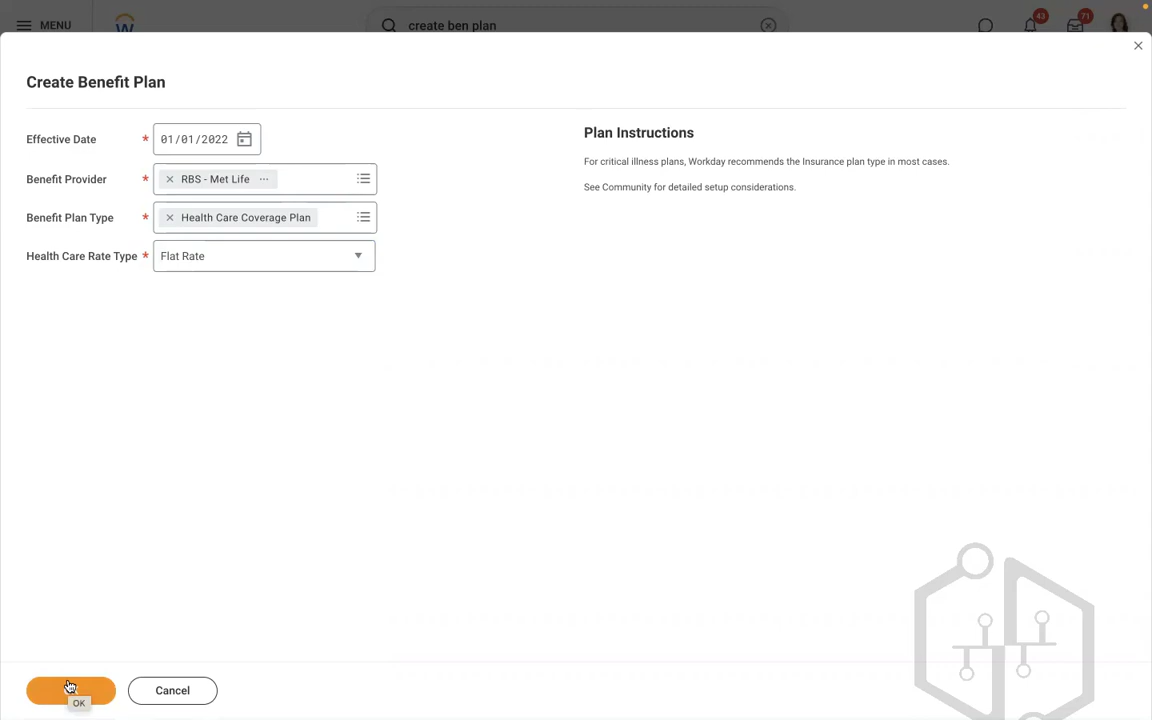 MENU
create ben plan
43
71
Create Benefit Plan
Effective Date * 01/01/2022
Benefit Provider * × RBS - Met Life ...
Benefit Plan Type * × Health Care Coverage Plan
Health Care Rate Type * Flat Rate
Plan Instructions
For critical illness plans, Workday recommends the Insurance plan type in most cases.
See Community for detailed setup considerations.
Cancel
OK